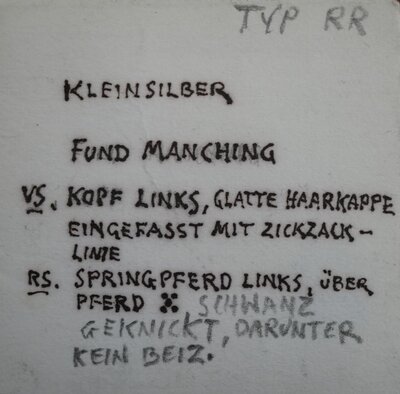 TYP RR
KLEINSILBER
FUND MANCHING
VS. KOPF LINKS, GLATTE HAARKAPPE
EINGEFASST MIT ZICKZACK-
LINIE
RS. SPRINGPFERD LINKS, ÜBER
PFERD SCHWANZ
GEKNICKT, DARUNTER
KEIN BEIZ.